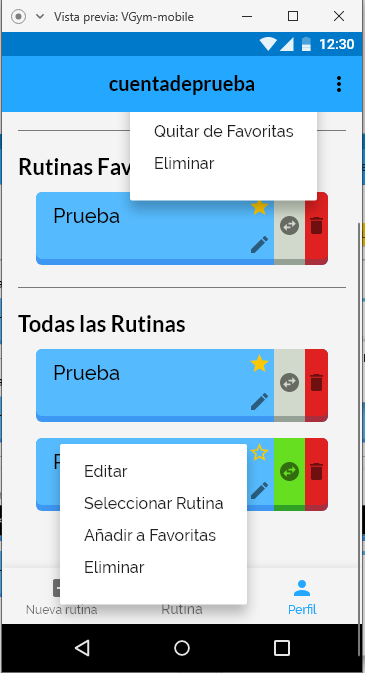 Vista previa: VGym-mobile
12:30
cuentadeprueba
Quitar de Favoritas
Eliminar
Rutinas Fav
Prueba
Todas las Rutinas
Prueba
Editar
Seleccionar Rutina
Añadir a Favoritas
Eliminar
Nueva rutina
Rutina
Perfil